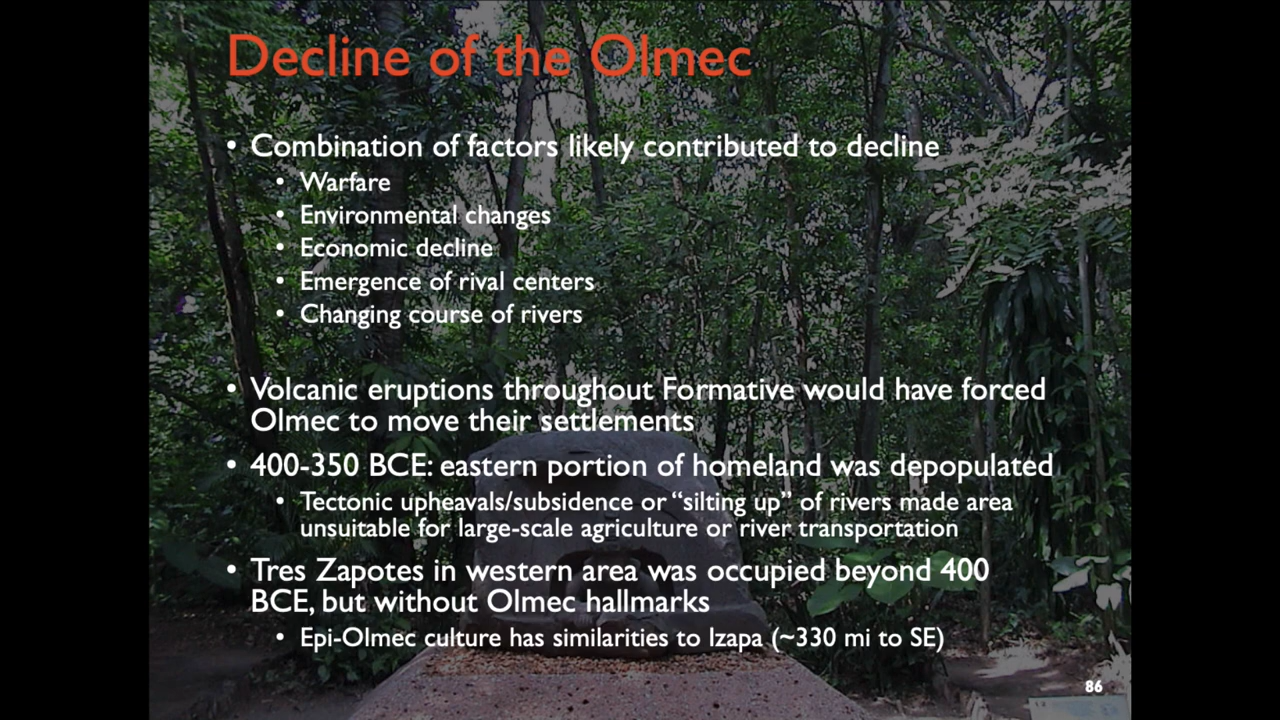 Decline of the Olmec
• Combination of factors likely contributed to decline
• Warfare
• Environmental changes
• Economic decline
• Emergence of rival centers
• Changing course of rivers
• Volcanic eruptions throughout Formative would have forced
Olmec to move their settlements
• 400-350 BCE: eastern portion of homeland was depopulated
• Tectonic upheavals/subsidence or “silting up” of rivers made area
unsuitable for large-scale agriculture or river transportation
• Tres Zapotes in western area was occupied beyond 400
BCE, but without Olmec hallmarks
• Epi-Olmec culture has similarities to Izapa (~330 mi to SE)
86